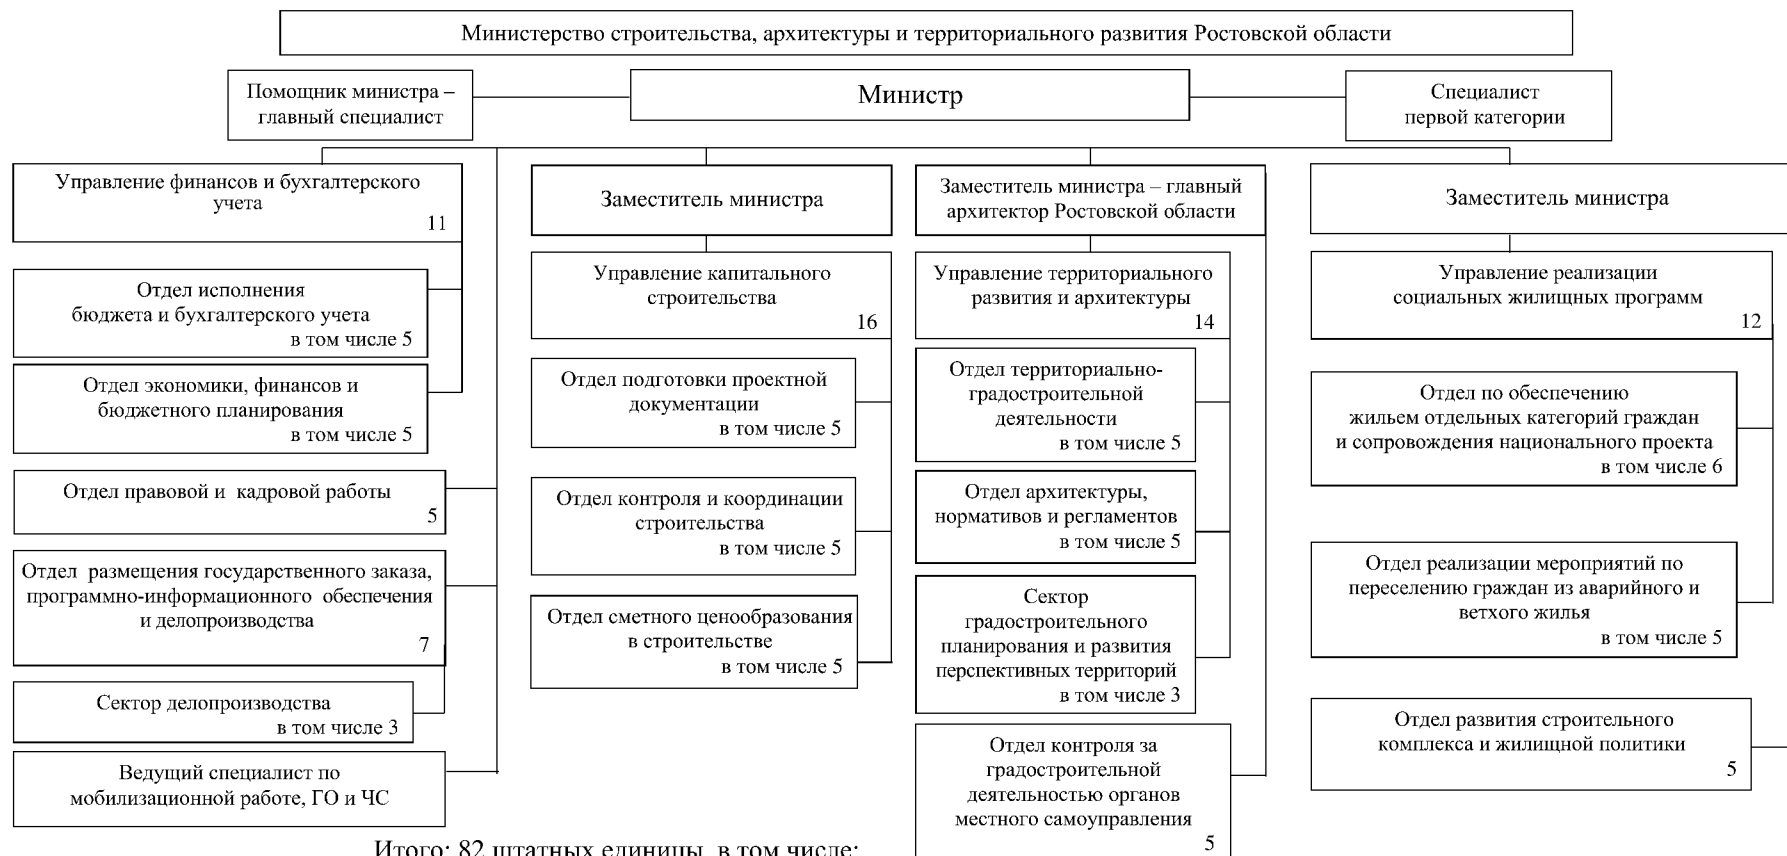 Министерство строительства, архитектуры и территориального развития Ростовской области
Помощник министра –
главный специалист
Министр
Специалист
первой категории
Управление финансов и бухгалтерского
учета
11
Отдел исполнения
бюджета и бухгалтерского учета
в том числе 5
Отдел экономики, финансов и
бюджетного планирования
в том числе 5
Отдел правовой и кадровой работы
5
Отдел размещения государственного заказа,
программно-информационного обеспечения
и делопроизводства
7
Сектор делопроизводства
в том числе 3
Ведущий специалист по
мобилизационной работе, ГО и ЧС
Заместитель министра
Управление капитального
строительства
16
Отдел подготовки проектной
документации
в том числе 5
Отдел контроля и координации
строительства
в том числе 5
Отдел сметного ценообразования
в строительстве
в том числе 5
Заместитель министра – главный
архитектор Ростовской области
Управление территориального
развития и архитектуры
14
Отдел территориально-
градостроительной
деятельности
в том числе 5
Отдел архитектуры,
нормативов и регламентов
в том числе 5
Сектор
градостроительного
планирования и развития
перспективных территорий
в том числе 3
Отдел контроля за
градостроительной
деятельностью органов
местного самоуправления
5
Заместитель министра
Управление реализации
социальных жилищных программ
12
Отдел по обеспечению
жильем отдельных категорий граждан
и сопровождения национального проекта
в том числе 6
Отдел реализации мероприятий по
переселению граждан из аварийного и
ветхого жилья
в том числе 5
Отдел развития строительного
комплекса и жилищной политики
5
Итого: 82 штатных единицы, в том числе: